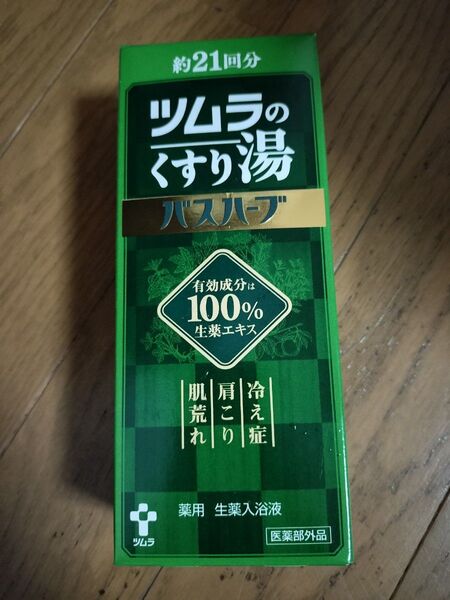 約21回分
ツムラの
くすり湯
バスハーブ
有効成分は
100%
生薬エキス
冷え症
肩こり
肌荒れ
薬用 生薬入浴液
ツムラ
医薬部外品